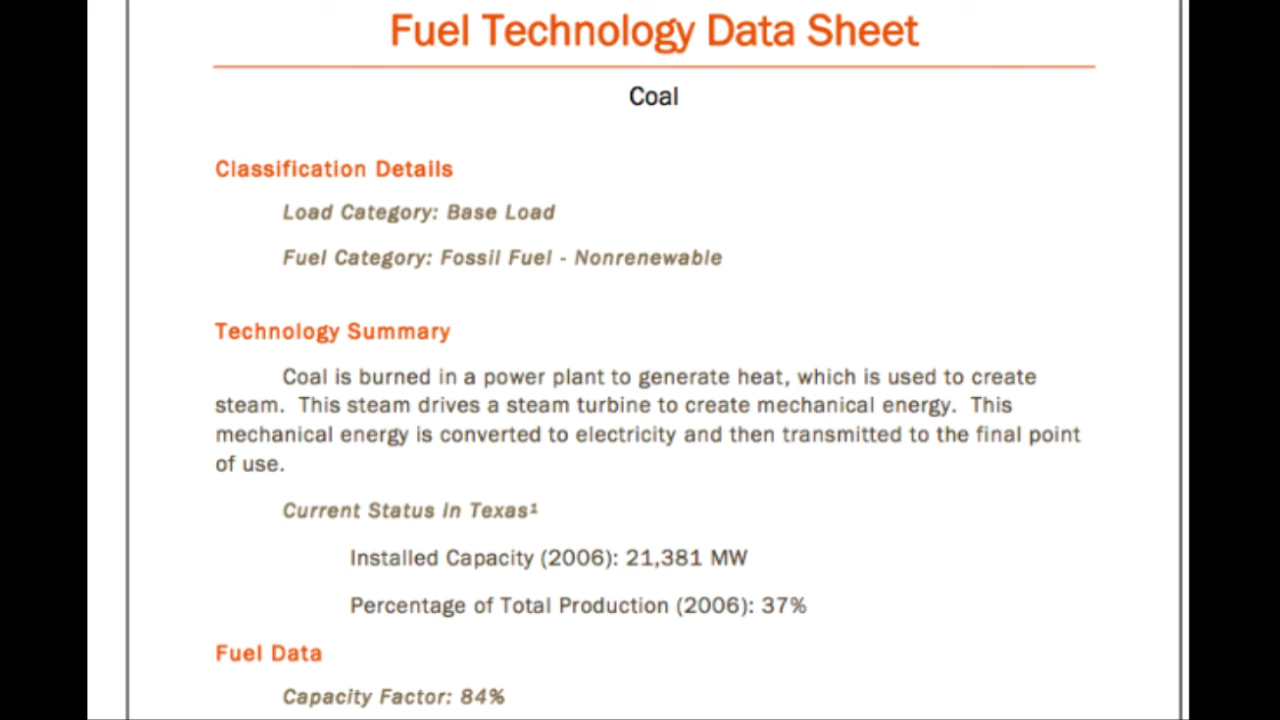 Fuel Technology Data Sheet
Coal
Classification Details
Load Category: Base Load
Fuel Category: Fossil Fuel - Nonrenewable
Technology Summary
Coal is burned in a power plant to generate heat, which is used to create
steam.  This steam drives a steam turbine to create mechanical energy.  This
mechanical energy is converted to electricity and then transmitted to the final point
of use.
Current Status in Texas¹
Installed Capacity (2006): 21,381 MW
Percentage of Total Production (2006): 37%
Fuel Data
Capacity Factor: 84%